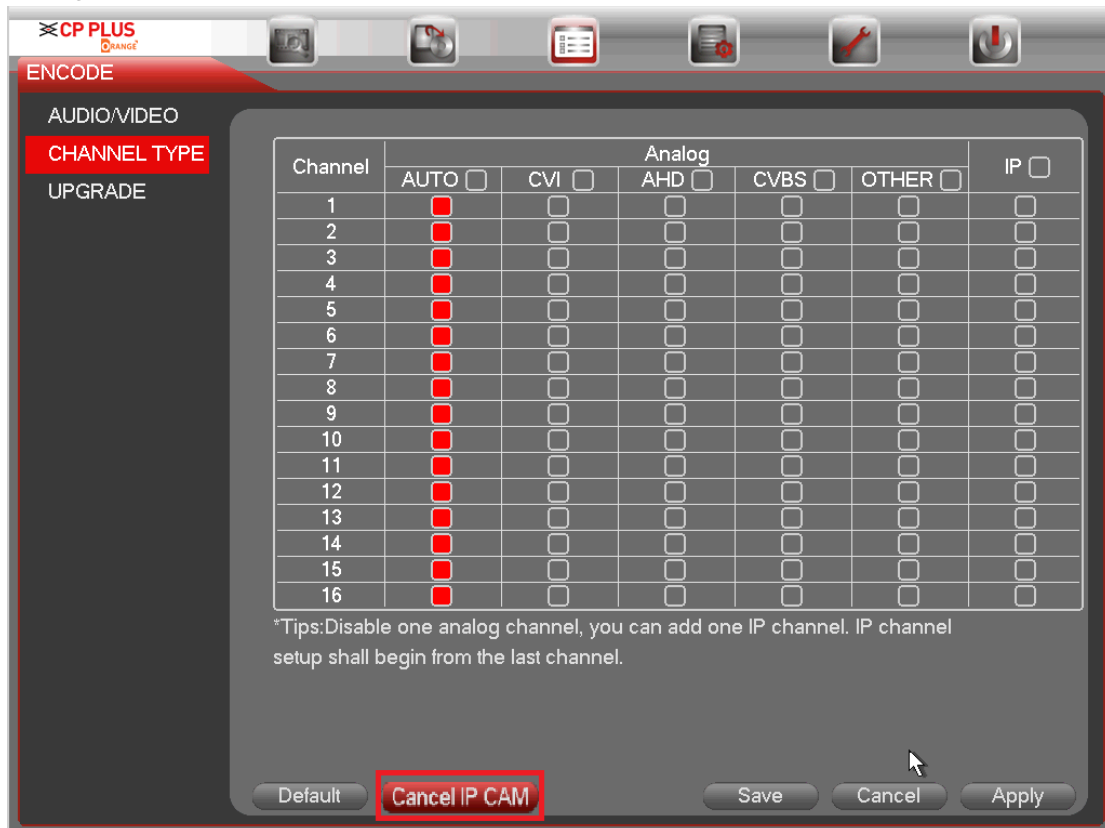 CP PLUS
ORANGE
ENCODE
AUDIO/VIDEO
CHANNEL TYPE
UPGRADE
Channel Analog IP
AUTO CVI AHD CVBS OTHER
1
2
3
4
5
6
7
8
9
10
11
12
13
14
15
16
*Tips:Disable one analog channel, you can add one IP channel. IP channel
setup shall begin from the last channel.
Default Cancel IP CAM Save Cancel Apply